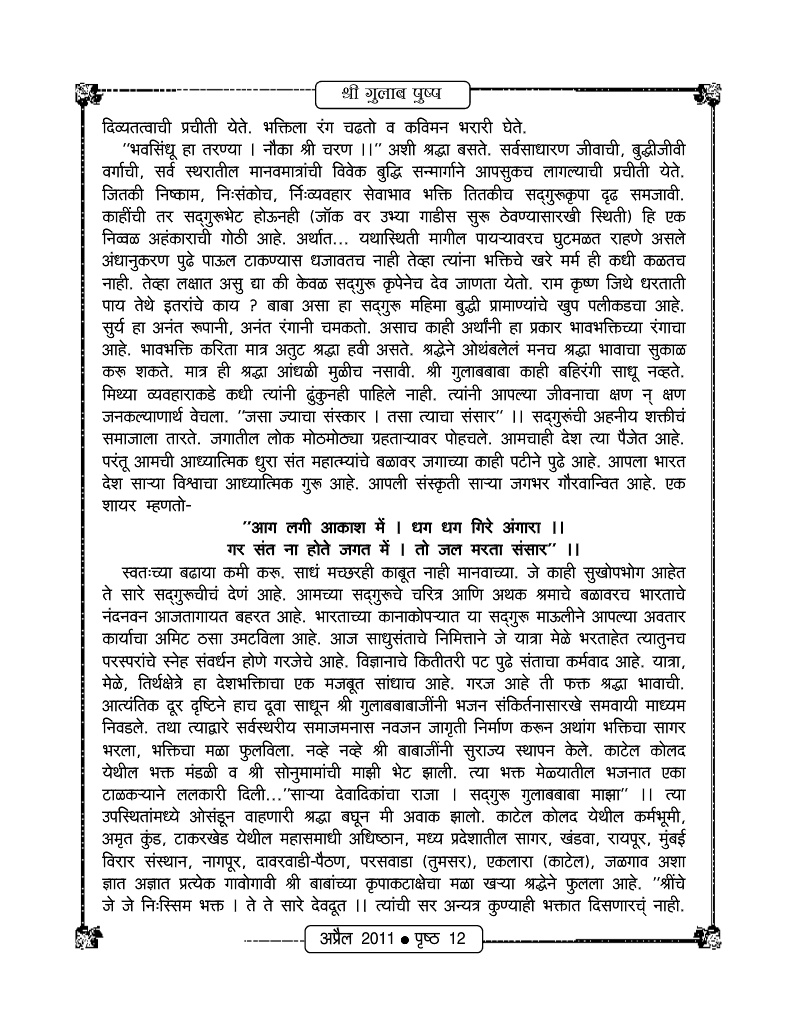 श्री गुलाब पुष्प
दिव्यतत्वाची प्रचीती येते. भक्तिला रंग चढतो व कविमन भरारी घेते.
"भवसिंधू हा तरण्या । नौका श्री चरण ।।" अशी श्रद्धा बसते. सर्वसाधारण जीवाची, बुद्धीजीवी
वर्गाची, सर्व स्थरातील मानवमात्रांची विवेक बुद्धि सन्मार्गाने आपसुकच लागल्याची प्रचीती येते.
जितकी निष्काम, निःसंकोच, र्निःव्यवहार सेवाभाव भक्ति तितकीच सद्‌गुरूकृपा दृढ समजावी.
काहींची तर सद्‌गुरूभेट होऊनही (जॉक वर उभ्या गाडीस सुरू ठेवण्यासारखी स्थिती) हि एक
निव्वळ अहंकाराची गोठी आहे. अर्थात... यथास्थिती मागील पायऱ्यावरच घुटमळत राहणे असले
अंधानुकरण पुढे पाऊल टाकण्यास धजावतच नाही तेव्हा त्यांना भक्तिचे खरे मर्म ही कधी कळतच
नाही. तेव्हा लक्षात असु द्या की केवळ सद्‌गुरू कृपेनेच देव जाणता येतो. राम कृष्ण जिथे धरताती
पाय तेथे इतरांचे काय ? बाबा असा हा सद्‌गुरू महिमा बुद्धी प्रामाण्यांचे खुप पलीकडचा आहे.
सुर्य हा अनंत रूपानी, अनंत रंगानी चमकतो. असाच काही अर्थांनी हा प्रकार भावभक्तिच्या रंगाचा
आहे. भावभक्ति करिता मात्र अतुट श्रद्धा हवी असते. श्रद्धेने ओथंबलेलं मनच श्रद्धा भावाचा सुकाळ
करू शकते. मात्र ही श्रद्धा आंधळी मुळीच नसावी. श्री गुलाबबाबा काही बहिरंगी साधू नव्हते.
मिथ्या व्यवहाराकडे कधी त्यांनी ढुंकुनही पाहिले नाही. त्यांनी आपल्या जीवनाचा क्षण न् क्षण
जनकल्याणार्थ वेचला. "जसा ज्याचा संस्कार । तसा त्याचा संसार" ।। सद्‌गुरूंची अहनीय शक्तीचं
समाजाला तारते. जगातील लोक मोठमोठ्या ग्रहताऱ्यावर पोहचले. आमचाही देश त्या पैजेत आहे.
परंतू आमची आध्यात्मिक धुरा संत महात्म्यांचे बळावर जगाच्या काही पटीने पुढे आहे. आपला भारत
देश साऱ्या विश्वाचा आध्यात्मिक गुरू आहे. आपली संस्कृती साऱ्या जगभर गौरवान्वित आहे. एक
शायर म्हणतो-
"आग लगी आकाश में । धग धग गिरे अंगारा ।।
गर संत ना होते जगत में । तो जल मरता संसार" ।।
स्वतःच्या बढाया कमी करू. साधं मच्छरही काबूत नाही मानवाच्या. जे काही सुखोपभोग आहेत
ते सारे सद्‌गुरूचीचं देणं आहे. आमच्या सद्‌गुरूचे चरित्र आणि अथक श्रमाचे बळावरच भारताचे
नंदनवन आजतागायत बहरत आहे. भारताच्या कानाकोपऱ्यात या सद्‌गुरू माऊलीने आपल्या अवतार
कार्याचा अमिट ठसा उमटविला आहे. आज साधुसंताचे निमित्ताने जे यात्रा मेळे भरताहेत त्यातुनच
परस्परांचे स्नेह संवर्धन होणे गरजेचे आहे. विज्ञानाचे कितीतरी पट पुढे संताचा कर्मवाद आहे. यात्रा,
मेळे, तिर्थक्षेत्रे हा देशभक्तिाचा एक मजबूत सांधाच आहे. गरज आहे ती फक्त श्रद्धा भावाची.
आत्यंतिक दूर दृष्टिने हाच दूवा साधून श्री गुलाबबाबाजींनी भजन संकिर्तनासारखे समवायी माध्यम
निवडले. तथा त्याद्वारे सर्वस्थरीय समाजमनास नवजन जागृती निर्माण करून अथांग भक्तिचा सागर
भरला, भक्तिचा मळा फुलविला. नव्हे नव्हे श्री बाबाजींनी सुराज्य स्थापन केले. काटेल कोलद
येथील भक्त मंडळी व श्री सोनुमामांची माझी भेट झाली. त्या भक्त मेळ्यातील भजनात एका
टाळकऱ्याने ललकारी दिली..."साऱ्या देवादिकांचा राजा । सद्‌गुरू गुलाबबाबा माझा" ।। त्या
उपस्थितांमध्ये ओसंडून वाहणारी श्रद्धा बघून मी अवाक झालो. काटेल कोलद येथील कर्मभूमी,
अमृत कुंड, टाकरखेड येथील महासमाधी अधिष्ठान, मध्य प्रदेशातील सागर, खंडवा, रायपूर, मुंबई
विरार संस्थान, नागपूर, दावरवाडी-पैठण, परसवाडा (तुमसर), एकलारा (काटेल), जळगाव अशा
ज्ञात अज्ञात प्रत्येक गावोगावी श्री बाबांच्या कृपाकटाक्षेचा मळा खऱ्या श्रद्धेने फुलला आहे. "श्रींचे
जे जे निःस्सिम भक्त । ते ते सारे देवदूत ।। त्यांची सर अन्यत्र कुण्याही भक्तात दिसणारच्ं नाही.
अप्रैल 2011 ● पृष्ठ 12